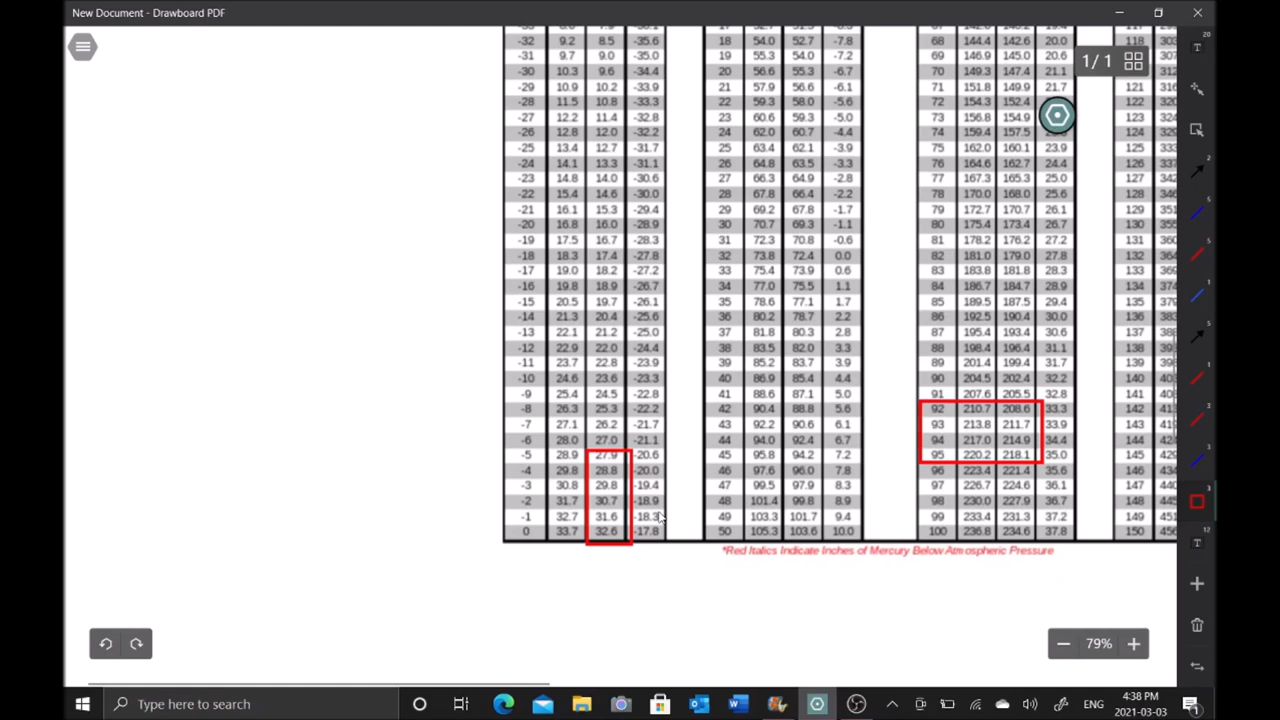 New Document - Drawboard PDF
1/1
-32 9.2 8.5 -35.6 18 54.0 52.7 -7.8 68 144.4 142.6 20.0 118
-31 9.7 9.0 -35.0 19 55.3 54.0 -7.2 69 146.9 145.0 20.6
-30 10.3 9.6 -34.4 20 56.6 55.3 -6.7 70 149.3 147.4 21.1
-29 10.9 10.2 -33.9 21 57.9 56.6 -6.1 71 151.8 149.9 21.7 121
-28 11.5 10.8 -33.3 22 59.3 58.0 -5.6 72 154.3 152.4 122
-27 12.2 11.4 -32.8 23 60.6 59.3 -5.0 73 156.8 154.9 123
-26 12.8 12.0 -32.2 24 62.0 60.7 -4.4 74 159.4 157.5 124
-25 13.4 12.7 -31.7 25 63.4 62.1 -3.9 75 162.0 160.1 23.9 125
-24 14.1 13.3 -31.1 26 64.8 63.5 -3.3 76 164.6 162.7 24.4 126
-23 14.8 14.0 -30.6 27 66.3 64.9 -2.8 77 167.3 165.3 25.0 127
-22 15.4 14.6 -30.0 28 67.8 66.4 -2.2 78 170.0 168.0 25.6 128
-21 16.1 15.3 -29.4 29 69.2 67.8 -1.7 79 172.7 170.7 26.1 129
-20 16.8 16.0 -28.9 30 70.7 69.3 -1.1 80 175.4 173.4 26.7 130
-19 17.5 16.7 -28.3 31 72.3 70.8 -0.6 81 178.2 176.2 27.2 131
-18 18.3 17.4 -27.8 32 73.8 72.4 0.0 82 181.0 179.0 27.8 132
-17 19.0 18.2 -27.2 33 75.4 73.9 0.6 83 183.8 181.8 28.3 133
-16 19.8 18.9 -26.7 34 77.0 75.5 1.1 84 186.7 184.7 28.9 134
-15 20.5 19.7 -26.1 35 78.6 77.1 1.7 85 189.5 187.5 29.4 135
-14 21.3 20.4 -25.6 36 80.2 78.7 2.2 86 192.5 190.4 30.0 136
-13 22.1 21.2 -25.0 37 81.8 80.3 2.8 87 195.4 193.4 30.6 137
-12 22.9 22.0 -24.4 38 83.5 82.0 3.3 88 198.4 196.4 31.1 138
-11 23.7 22.8 -23.9 39 85.2 83.7 3.9 89 201.4 199.4 31.7 139
-10 24.6 23.6 -23.3 40 86.9 85.4 4.4 90 204.5 202.4 32.2 140
-9 25.4 24.5 -22.8 41 88.6 87.1 5.0 91 207.6 205.5 32.8 141
-8 26.3 25.3 -22.2 42 90.4 88.8 5.6 92 210.7 208.6 33.3 142
-7 27.1 26.2 -21.7 43 92.2 90.6 6.1 93 213.8 211.7 33.9 143
-6 28.0 27.0 -21.1 44 94.0 92.4 6.7 94 217.0 214.9 34.4 144
-5 28.9 27.9 -20.6 45 95.8 94.2 7.2 95 220.2 218.1 35.0 145
-4 29.8 28.8 -20.0 46 97.6 96.0 7.8 96 223.4 221.4 35.6 146
-3 30.8 29.8 -19.4 47 99.5 97.9 8.3 97 226.7 224.6 36.1 147
-2 31.7 30.7 -18.9 48 101.4 99.8 8.9 98 230.0 227.9 36.7 148
-1 32.7 31.6 -18.3 49 103.3 101.7 9.4 99 233.4 231.3 37.2 149
0 33.7 32.6 -17.8 50 105.3 103.6 10.0 100 236.8 234.6 37.8 150
*Red Italics Indicate Inches of Mercury Below Atmospheric Pressure
79%
Type here to search
ENG
4:38 PM
2021-03-03